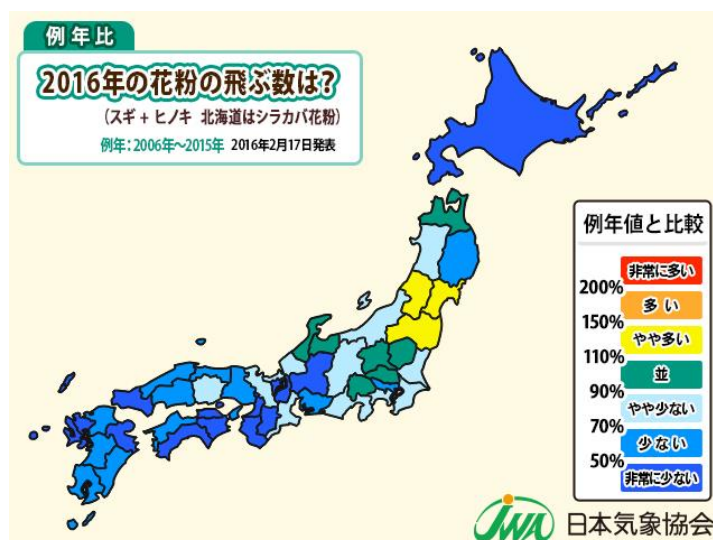 例年比
2016年の花粉の飛ぶ数は?
(スギ + ヒノキ 北海道はシラカバ花粉)
例年:2006年～2015年 2016年2月17日発表
例年値と比較
非常に多い
200%
多い
150%
やや多い
110%
並
90%
やや少ない
70%
少ない
50%
非常に少ない
JWA 日本気象協会